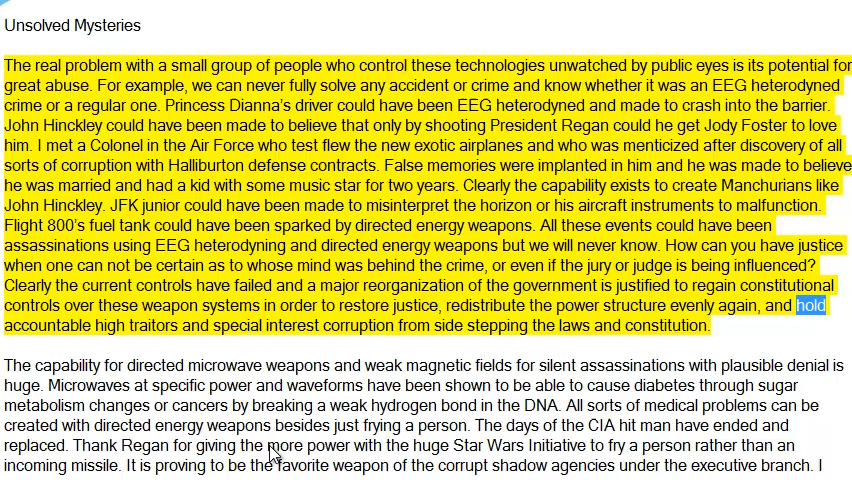 Unsolved Mysteries
The real problem with a small group of people who control these technologies unwatched by public eyes is its potential for
great abuse. For example, we can never fully solve any accident or crime and know whether it was an EEG heterodyned
crime or a regular one. Princess Dianna's driver could have been EEG heterodyned and made to crash into the barrier.
John Hinckley could have been made to believe that only by shooting President Regan could he get Jody Foster to love
him. I met a Colonel in the Air Force who test flew the new exotic airplanes and who was menticized after discovery of all
sorts of corruption with Halliburton defense contracts. False memories were implanted in him and he was made to believe
he was married and had a kid with some music star for two years. Clearly the capability exists to create Manchurians like
John Hinckley. JFK junior could have been made to misinterpret the horizon or his aircraft instruments to malfunction.
Flight 800's fuel tank could have been sparked by directed energy weapons. All these events could have been
assassinations using EEG heterodyning and directed energy weapons but we will never know. How can you have justice
when one can not be certain as to whose mind was behind the crime, or even if the jury or judge is being influenced?
Clearly the current controls have failed and a major reorganization of the government is justified to regain constitutional
controls over these weapon systems in order to restore justice, redistribute the power structure evenly again, and hold
accountable high traitors and special interest corruption from side stepping the laws and constitution.
The capability for directed microwave weapons and weak magnetic fields for silent assassinations with plausible denial is
huge. Microwaves at specific power and waveforms have been shown to be able to cause diabetes through sugar
metabolism changes or cancers by breaking a weak hydrogen bond in the DNA. All sorts of medical problems can be
created with directed energy weapons besides just frying a person. The days of the CIA hit man have ended and
replaced. Thank Regan for giving the more power with the huge Star Wars Initiative to fry a person rather than an
incoming missile. It is proving to be the favorite weapon of the corrupt shadow agencies under the executive branch. I